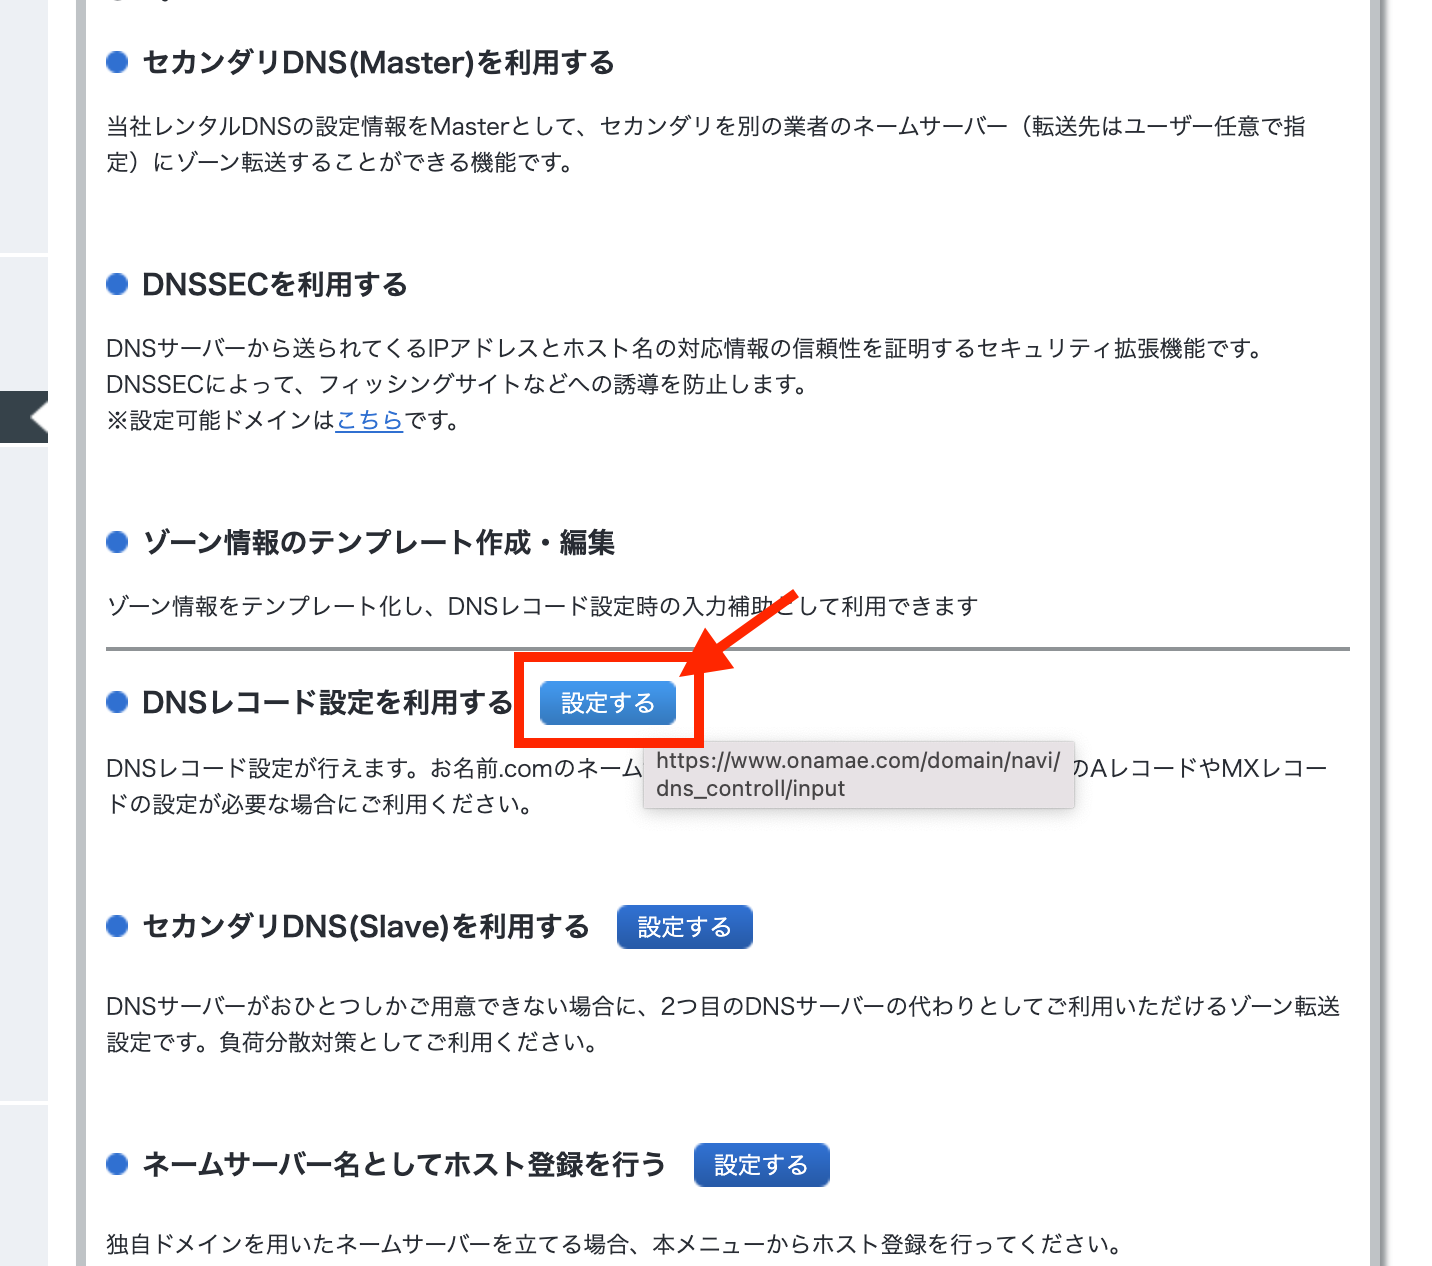 セカンダリDNS(Master)を利用する
当社レンタルDNSの設定情報をMasterとして、セカンダリを別の業者のネームサーバー（転送先はユーザー任意で指
定）にゾーン転送することができる機能です。
DNSSECを利用する
DNSサーバーから送られてくるIPアドレスとホスト名の対応情報の信頼性を証明するセキュリティ拡張機能です。
DNSSECによって、フィッシングサイトなどへの誘導を防止します。
※設定可能ドメインはこちらです。
ゾーン情報のテンプレート作成・編集
ゾーン情報をテンプレート化し、DNSレコード設定時の入力補助として利用できます
DNSレコード設定を利用する 設定する
DNSレコード設定が行えます。お名前.comのネーム のAレコードやMXレコー
https://www.onamae.com/domain/navi/
dns_controll/input
ドの設定が必要な場合にご利用ください。
セカンダリDNS(Slave)を利用する 設定する
DNSサーバーがおひとつしかご用意できない場合に、2つ目のDNSサーバーの代わりとしてご利用いただけるゾーン転送
設定です。負荷分散対策としてご利用ください。
ネームサーバー名としてホスト登録を行う 設定する
独自ドメインを用いたネームサーバーを立てる場合、本メニューからホスト登録を行ってください。